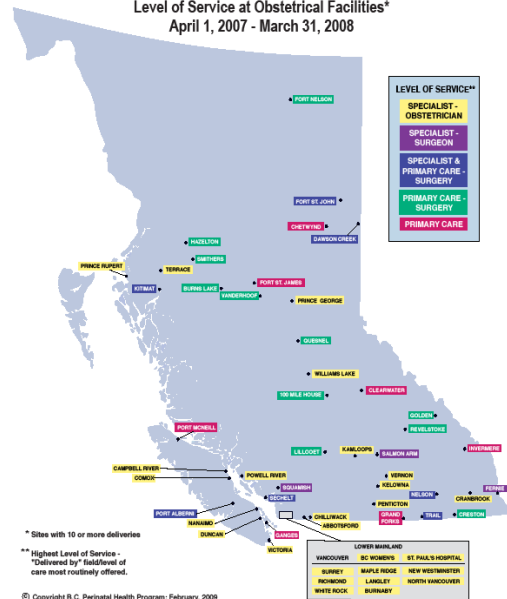 Level of Service at Obstetrical Facilities*
April 1, 2007 - March 31, 2008
LEVEL OF SERVICE**
SPECIALIST -
OBSTETRICIAN
SPECIALIST -
SURGEON
SPECIALIST &
PRIMARY CARE -
SURGERY
PRIMARY CARE -
SURGERY
PRIMARY CARE
FORT NELSON
FORT ST. JOHN
CHETWYND
DAWSON CREEK
HAZELTON
SMITHERS
PRINCE RUPERT
TERRACE
KITIMAT
BURNS LAKE
FORT ST. JAMES
VANDERHOOF
PRINCE GEORGE
QUESNEL
WILLIAMS LAKE
100 MILE HOUSE
CLEARWATER
GOLDEN
REVELSTOKE
PORT MCNEILL
LILLOOET
KAMLOOPS
SALMON ARM
INVERMERE
CAMPBELL RIVER
COMOX
POWELL RIVER
VERNON
KELOWNA
SQUAMISH
SECHELT
NELSON
FERNIE
CRANBROOK
PENTICTON
PORT ALBERNI
NANAIMO
DUNCAN
CHILLIWACK
ABBOTSFORD
GRAND
FORKS
TRAIL
CRESTON
GANGES
VICTORIA
LOWER MAINLAND
VANCOUVER BC WOMEN'S ST. PAUL'S HOSPITAL
SURREY MAPLE RIDGE NEW WESTMINSTER
RICHMOND LANGLEY NORTH VANCOUVER
WHITE ROCK BURNABY
* Sites with 10 or more deliveries
** Highest Level of Service -
"Delivered by" field/level of
care most routinely offered.
© Copyright B.C. Perinatal Health Program; February, 2009